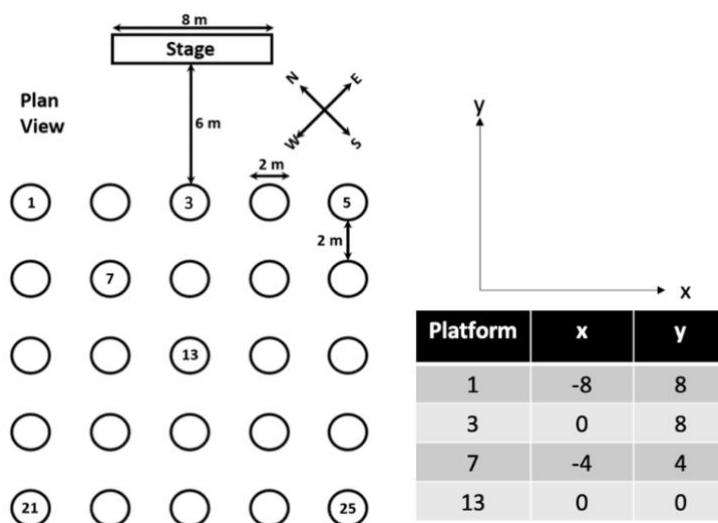 8 m
Stage
Plan
View
6 m
N
E
W
S
2 m
1
3
5
2 m
7
13
21
25
y
x
Platform x y
1 -8 8
3 0 8
7 -4 4
13 0 0